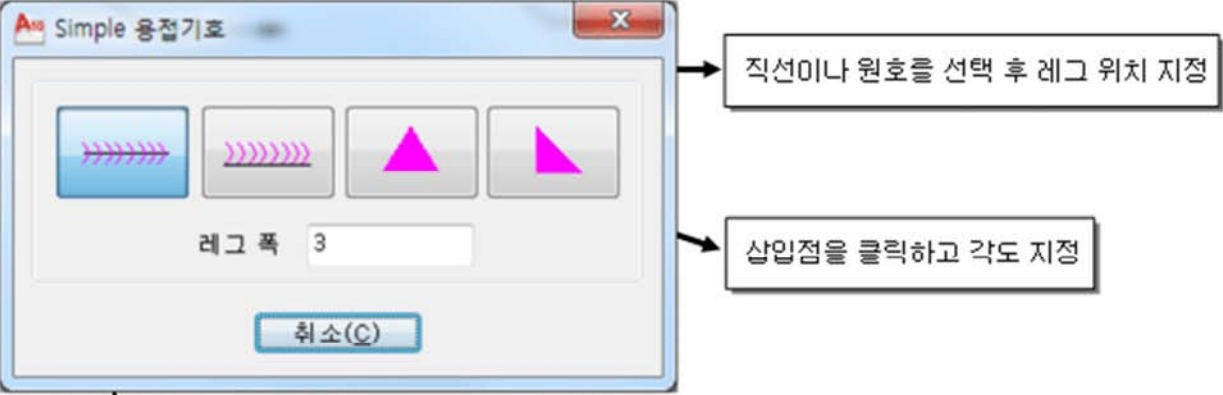 Simple 용접기호
직선이나 원호를 선택 후 레그 위치 지정
레그 폭 3
삽입점을 클릭하고 각도 지정
취소(C)